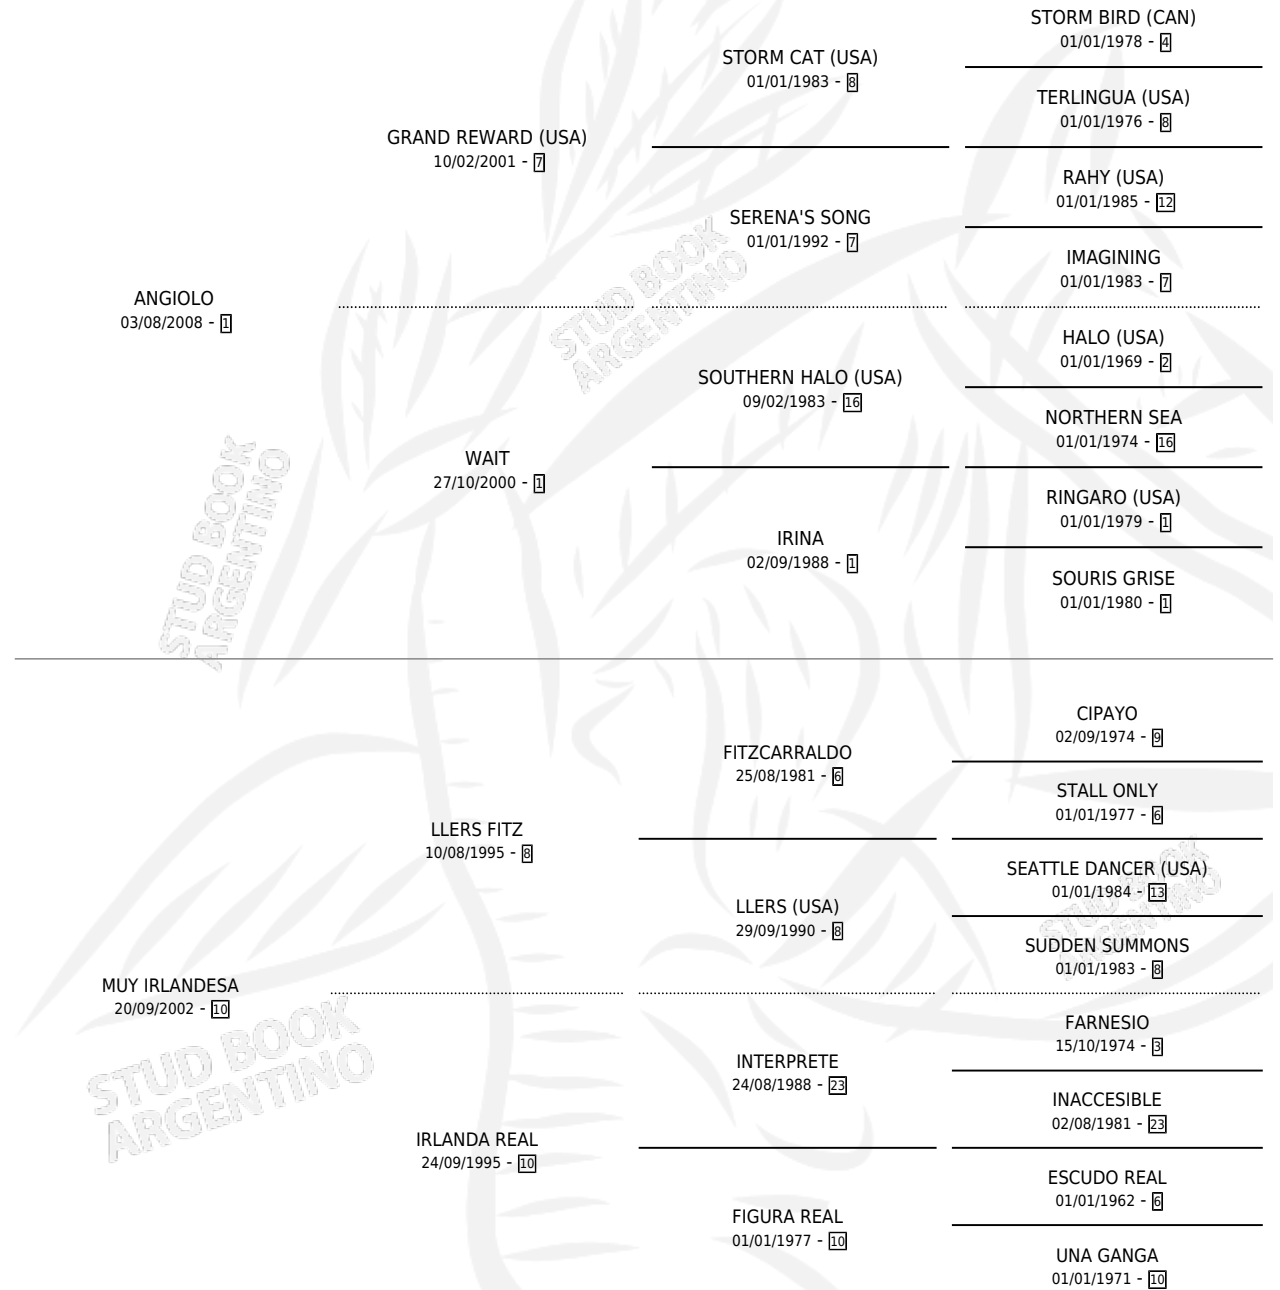 ANGIOLO
03/08/2008 - 1
GRAND REWARD (USA)
10/02/2001 - 7
WAIT
27/10/2000 - 1
STORM CAT (USA)
01/01/1983 - 8
SERENA'S SONG
01/01/1992 - 7
SOUTHERN HALO (USA)
09/02/1983 - 16
IRINA
02/09/1988 - 1
STORM BIRD (CAN)
01/01/1978 - 4
TERLINGUA (USA)
01/01/1976 - 8
RAHY (USA)
01/01/1985 - 12
IMAGINING
01/01/1983 - 7
HALO (USA)
01/01/1969 - 2
NORTHERN SEA
01/01/1974 - 16
RINGARO (USA)
01/01/1979 - 1
SOURIS GRISE
01/01/1980 - 1
MUY IRLANDESA
20/09/2002 - 10
LLERS FITZ
10/08/1995 - 8
IRLANDA REAL
24/09/1995 - 10
FITZCARRALDO
25/08/1981 - 6
LLERS (USA)
29/09/1990 - 8
INTERPRETE
24/08/1988 - 23
FIGURA REAL
01/01/1977 - 10
CIPAYO
02/09/1974 - 9
STALL ONLY
01/01/1977 - 6
SEATTLE DANCER (USA)
01/01/1984 - 13
SUDDEN SUMMONS
01/01/1983 - 8
FARNESIO
15/10/1974 - 3
INACCESIBLE
02/08/1981 - 23
ESCUDO REAL
01/01/1962 - 6
UNA GANGA
01/01/1971 - 10
STUD BOOK
ARGENTINO
STUD BOOK
ARGENTINO
STUD BOOK
ARGENTINO
STUD BOOK
ARGENTINO